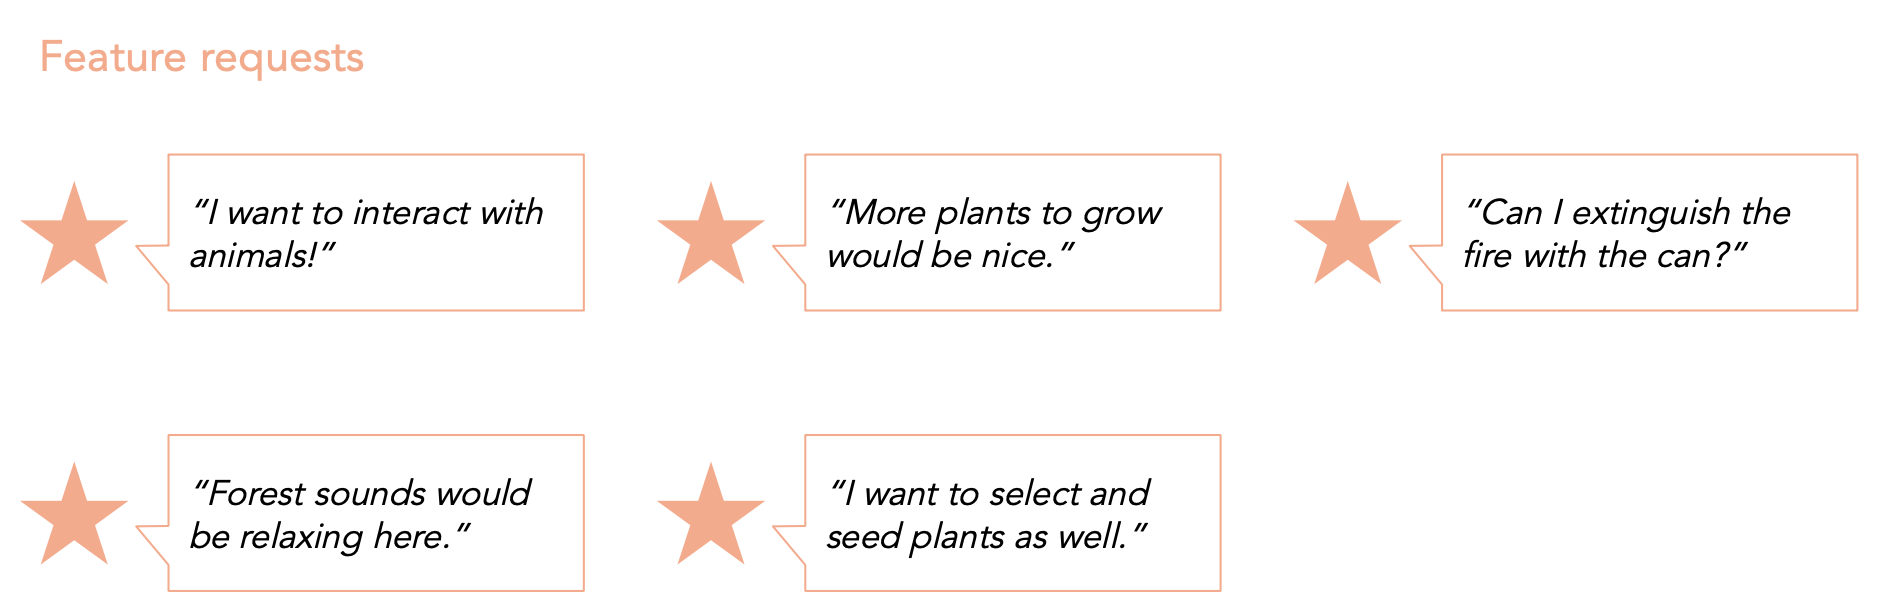 Feature requests
“I want to interact with
animals!”
“More plants to grow
would be nice.”
“Can I extinguish the
fire with the can?”
“Forest sounds would
be relaxing here.”
“I want to select and
seed plants as well.”